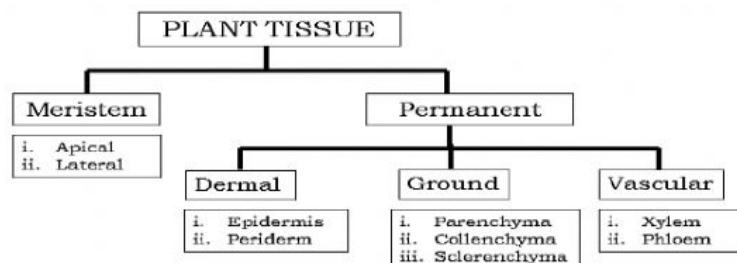 PLANT TISSUE
Meristem
Permanent
i. Apical
ii. Lateral
Dermal
Ground
Vascular
i. Epidermis
ii. Periderm
i. Parenchyma
ii. Collenchyma
iii. Sclerenchyma
i. Xylem
ii. Phloem